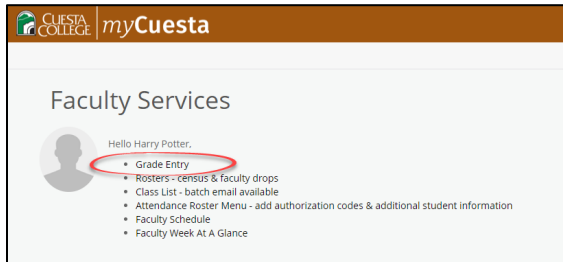 CUESTA COLLEGE myCuesta
Faculty Services
Hello Harry Potter,
Grade Entry
Rosters - census & faculty drops
Class List - batch email available
Attendance Roster Menu - add authorization codes & additional student information
Faculty Schedule
Faculty Week At A Glance